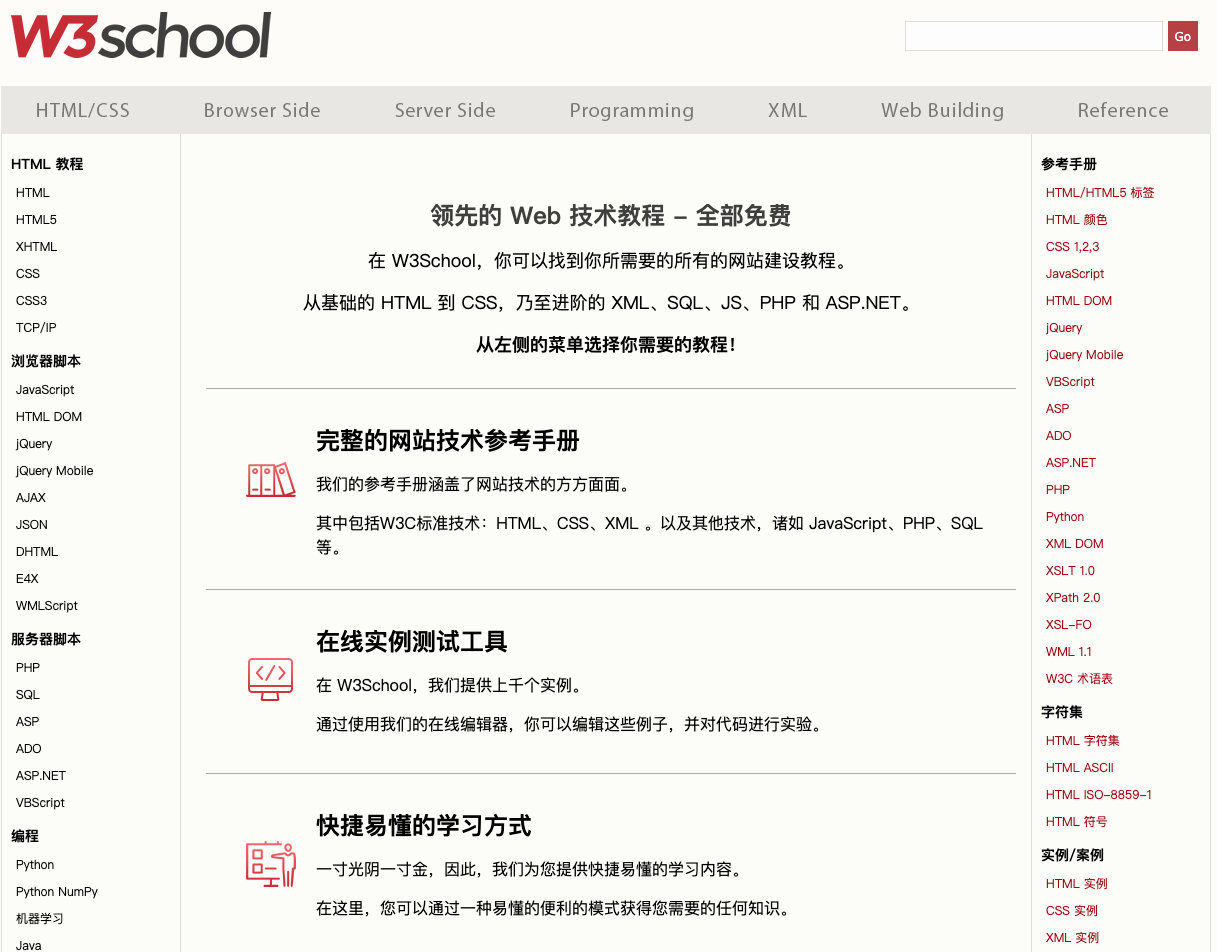 W3school
Go
HTML/CSS
Browser Side
Server Side
Programming
XML
Web Building
Reference
HTML 教程
HTML
HTML5
XHTML
CSS
CSS3
TCP/IP
浏览器脚本
JavaScript
HTML DOM
jQuery
jQuery Mobile
AJAX
JSON
DHTML
E4X
WMLScript
服务器脚本
PHP
SQL
ASP
ADO
ASP.NET
VBScript
编程
Python
Python NumPy
机器学习
Java
领先的 Web 技术教程 - 全部免费
在 W3School，你可以找到你所需要的所有的网站建设教程。
从基础的 HTML 到 CSS，乃至进阶的 XML、SQL、JS、PHP 和 ASP.NET。
从左侧的菜单选择你需要的教程！
完整的网站技术参考手册
我们的参考手册涵盖了网站技术的方方面面。
其中包括W3C标准技术：HTML、CSS、XML 。以及其他技术，诸如 JavaScript、PHP、SQL
等。
在线实例测试工具
在 W3School，我们提供上千个实例。
通过使用我们的在线编辑器，你可以编辑这些例子，并对代码进行实验。
快捷易懂的学习方式
一寸光阴一寸金，因此，我们为您提供快捷易懂的学习内容。
在这里，您可以通过一种易懂的便利的模式获得您需要的任何知识。
参考手册
HTML/HTML5 标签
HTML 颜色
CSS 1,2,3
JavaScript
HTML DOM
jQuery
jQuery Mobile
VBScript
ASP
ADO
ASP.NET
PHP
Python
XML DOM
XSLT 1.0
XPath 2.0
XSL-FO
WML 1.1
W3C 术语表
字符集
HTML 字符集
HTML ASCII
HTML ISO-8859-1
HTML 符号
实例/案例
HTML 实例
CSS 实例
XML 实例